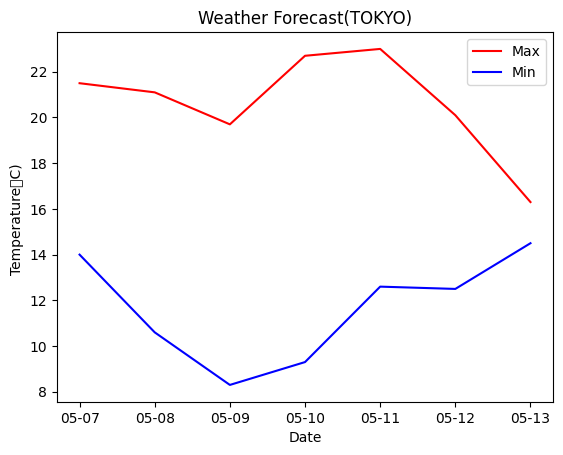 Weather Forecast(TOKYO)
Max
Min
Temperature▯C)
22
20
18
16
14
12
10
8
05-07 05-08 05-09 05-10 05-11 05-12 05-13
Date